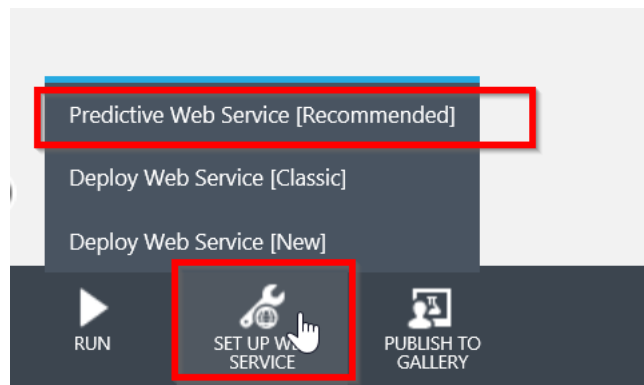 Predictive Web Service [Recommended]
Deploy Web Service [Classic]
Deploy Web Service [New]
RUN
SET UP
SERVICE
PUBLISH TO
GALLERY